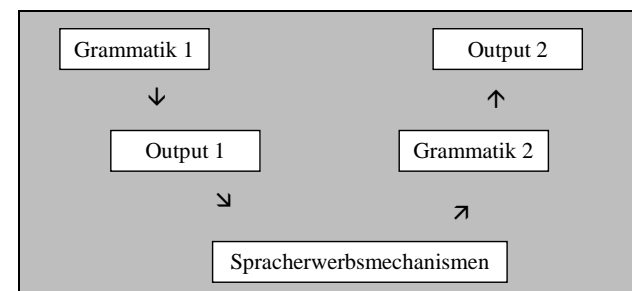 Grammatik 1
Output 2
Output 1
Grammatik 2
Spracherwerbsmechanismen